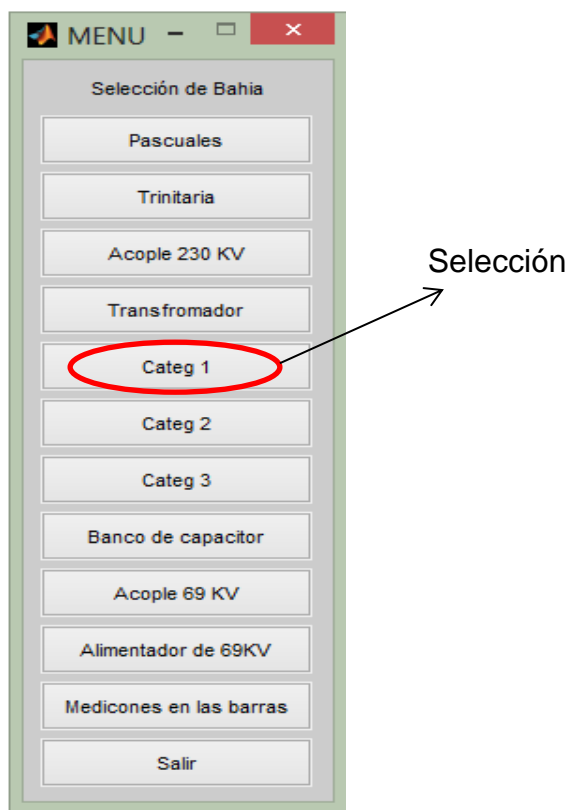 MENU
Selección de Bahia
Pascuales
Trinitaria
Acople 230 KV
Selección
Transfromador
Categ 1
Categ 2
Categ 3
Banco de capacitor
Acople 69 KV
Alimentador de 69KV
Medicones en las barras
Salir